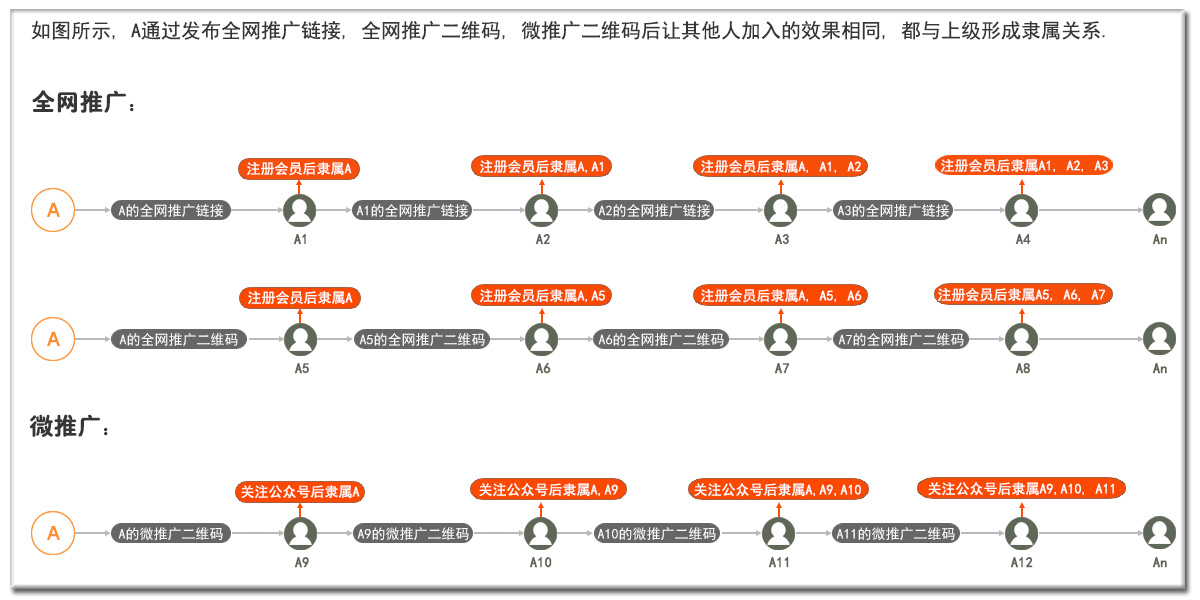 如图所示, A通过发布全网推广链接, 全网推广二维码, 微推广二维码后让其他人加入的效果相同, 都与上级形成隶属关系.
全网推广:
注册会员后隶属A
注册会员后隶属A,A1
注册会员后隶属A, A1, A2
注册会员后隶属A1, A2, A3
A
A的全网推广链接
A1的全网推广链接
A2的全网推广链接
A3的全网推广链接
A1
A2
A3
A4
An
注册会员后隶属A
注册会员后隶属A,A5
注册会员后隶属A, A5, A6
注册会员后隶属A5, A6, A7
A
A的全网推广二维码
A5的全网推广二维码
A6的全网推广二维码
A7的全网推广二维码
A5
A6
A7
A8
An
微推广:
关注公众号后隶属A
关注公众号后隶属A,A9
关注公众号后隶属A,A9,A10
关注公众号后隶属A9,A10, A11
A
A的微推广二维码
A9的微推广二维码
A10的微推广二维码
A11的微推广二维码
A9
A10
A11
A12
An